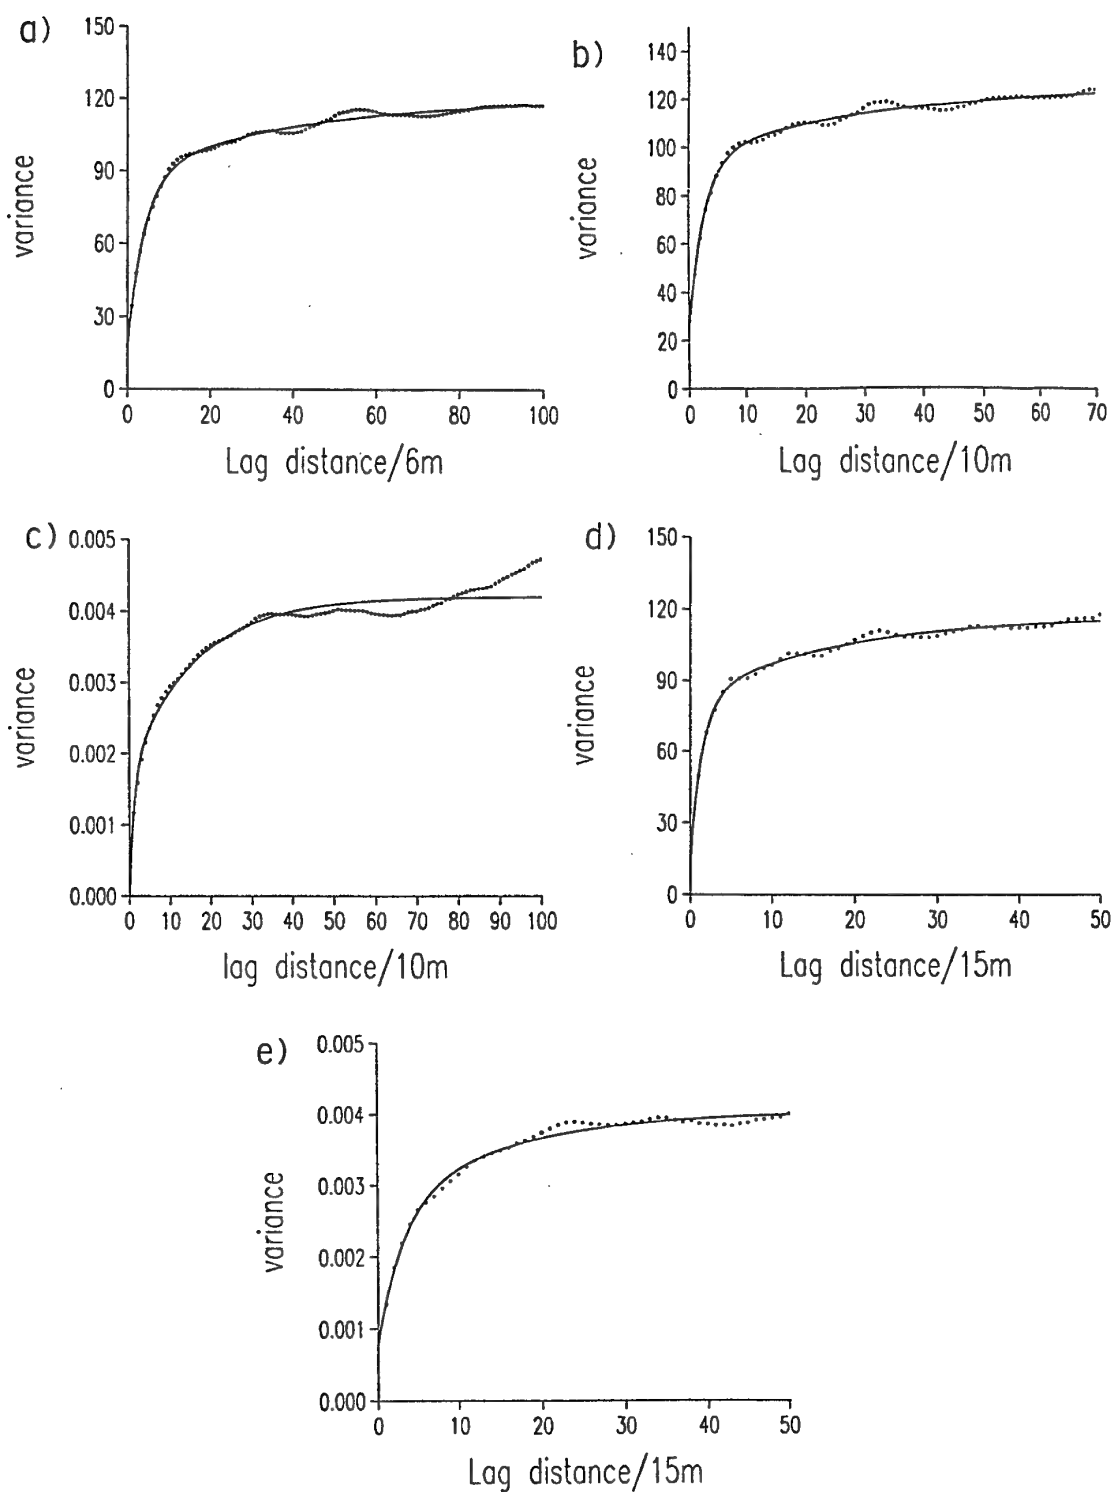 a)
150
120
90
60
30
0
variance
0 20 40 60 80 100
Lag distance/6m
b)
140
120
100
80
60
40
20
0
variance
0 10 20 30 40 50 60 70
Lag distance/10m
c)
0.005
0.004
0.003
0.002
0.001
0.000
variance
0 10 20 30 40 50 60 70 80 90 100
lag distance/10m
d)
150
120
90
60
30
0
variance
0 10 20 30 40 50
Lag distance/15m
e)
0.005
0.004
0.003
0.002
0.001
0.000
variance
0 10 20 30 40 50
Lag distance/15m